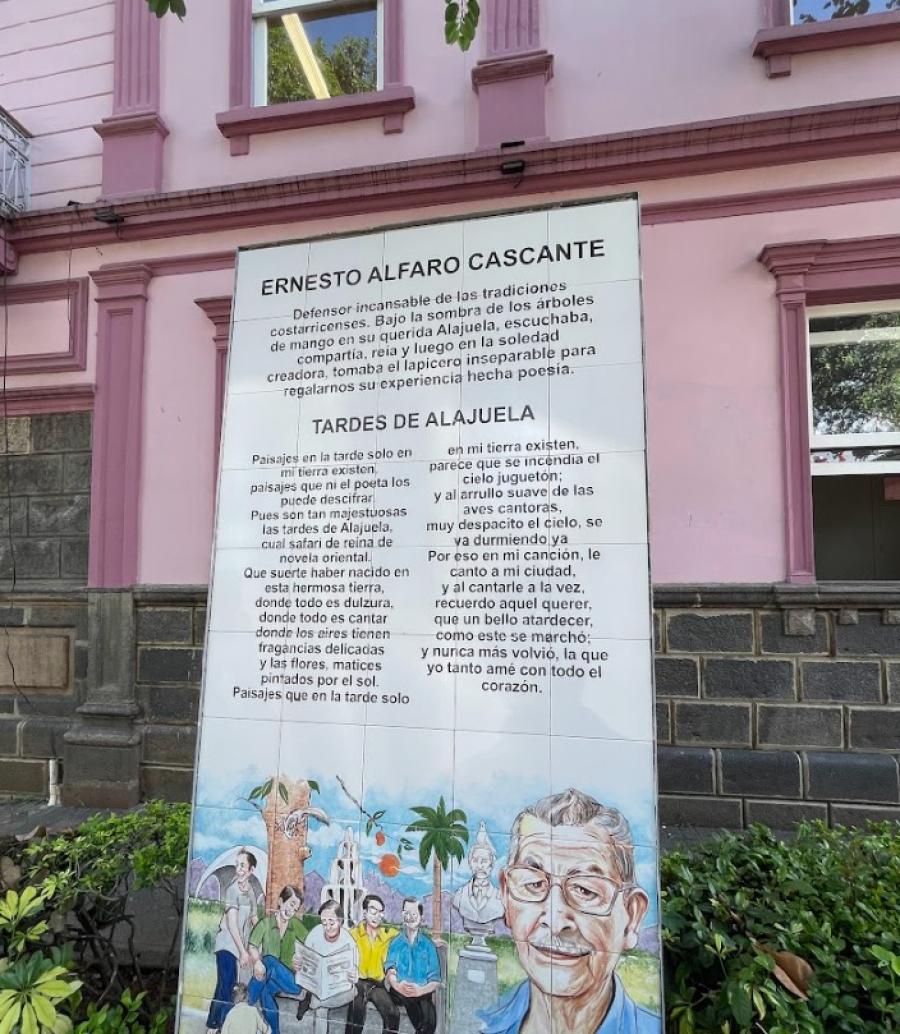 ERNESTO ALFARO CASCANTE
Defensor incansable de las tradiciones
costarricenses. Bajo la sombra de los árboles
de mango en su querida Alajuela, escuchaba,
compartía, reía y luego en la soledad
creadora, tomaba el lapicero inseparable para
regalarnos su experiencia hecha poesía.
TARDES DE ALAJUELA
Paisajes en la tarde solo en
mi tierra existen,
paisajes que ni el poeta los
puede descifrar.
Pues son tan majestuosas
las tardes de Alajuela,
cual safari de reina de
novela oriental.
Que suerte haber nacido en
esta hermosa tierra,
donde todo es dulzura,
donde todo es cantar
donde los aires tienen
fragancias delicadas
y las flores, matices
pintados por el sol.
Paisajes que en la tarde solo
en mi tierra existen,
parece que se incendia el
cielo juguetón;
y al arrullo suave de las
aves cantoras,
muy despacito el cielo, se
va durmiendo ya
Por eso en mi canción, le
canto a mi ciudad,
y al cantarle a la vez,
recuerdo aquel querer,
que un bello atardecer,
como este se marchó;
y nunca más volvió, la que
yo tanto amé con todo el
corazón.